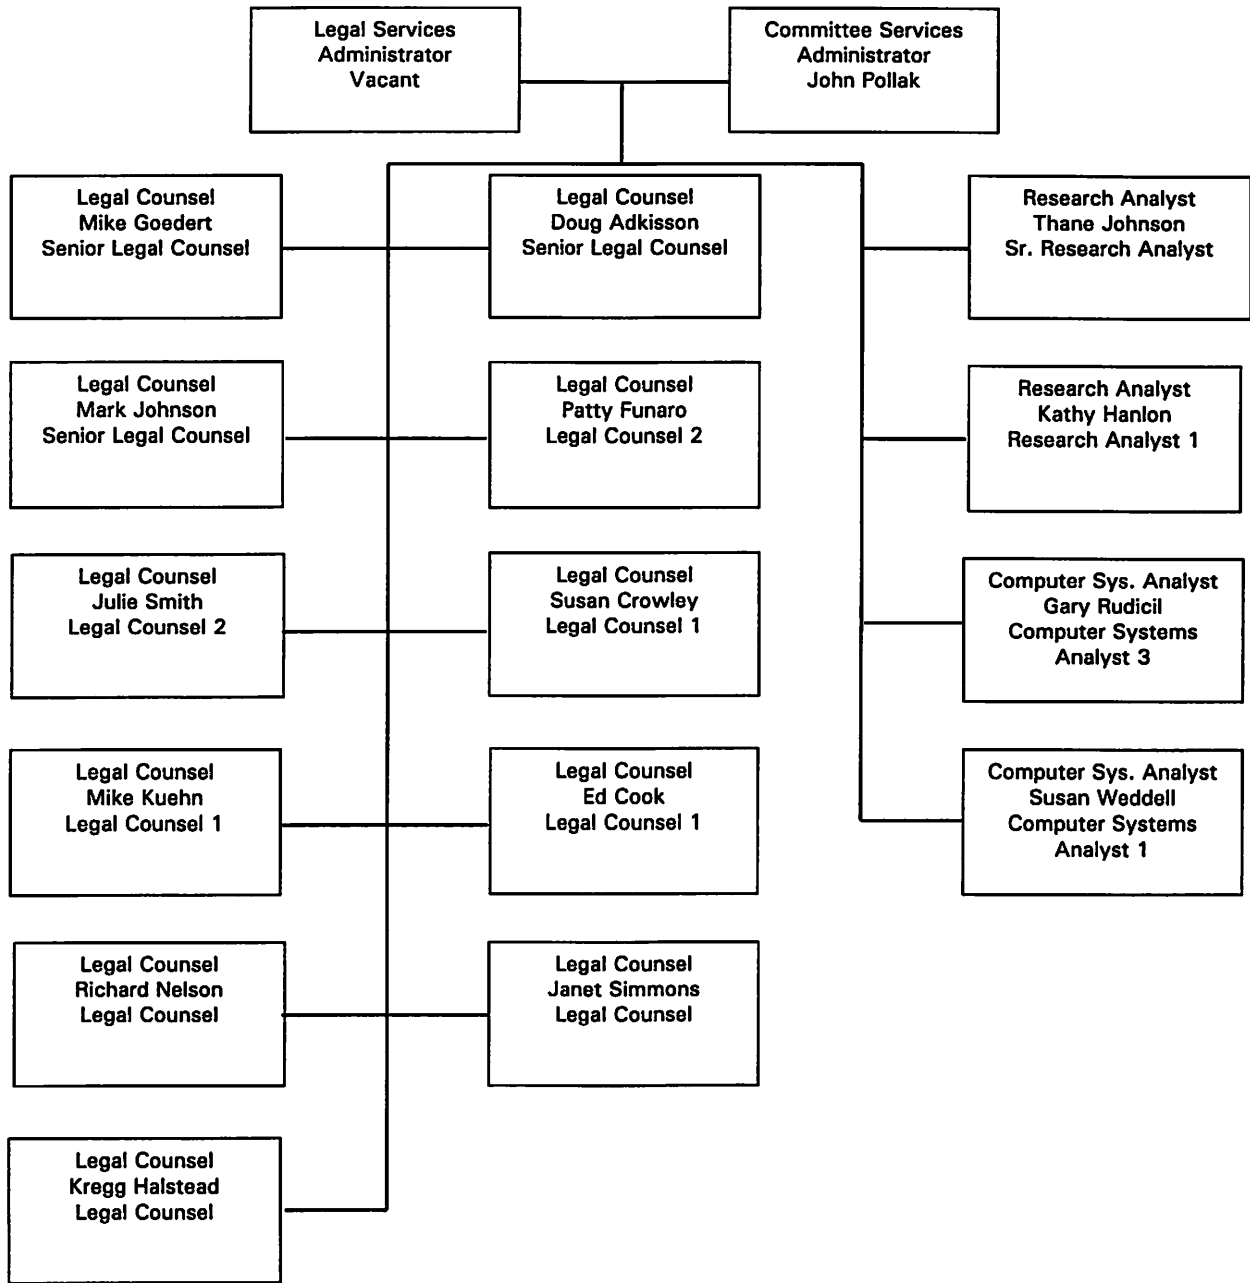 Legal Services
Administrator
Vacant
Committee Services
Administrator
John Pollak
Legal Counsel
Mike Goedert
Senior Legal Counsel
Legal Counsel
Doug Adkisson
Senior Legal Counsel
Research Analyst
Thane Johnson
Sr. Research Analyst
Legal Counsel
Mark Johnson
Senior Legal Counsel
Legal Counsel
Patty Funaro
Legal Counsel 2
Research Analyst
Kathy Hanlon
Research Analyst 1
Legal Counsel
Julie Smith
Legal Counsel 2
Legal Counsel
Susan Crowley
Legal Counsel 1
Computer Sys. Analyst
Gary Rudicil
Computer Systems
Analyst 3
Legal Counsel
Mike Kuehn
Legal Counsel 1
Legal Counsel
Ed Cook
Legal Counsel 1
Computer Sys. Analyst
Susan Weddell
Computer Systems
Analyst 1
Legal Counsel
Richard Nelson
Legal Counsel
Legal Counsel
Janet Simmons
Legal Counsel
Legal Counsel
Kregg Halstead
Legal Counsel